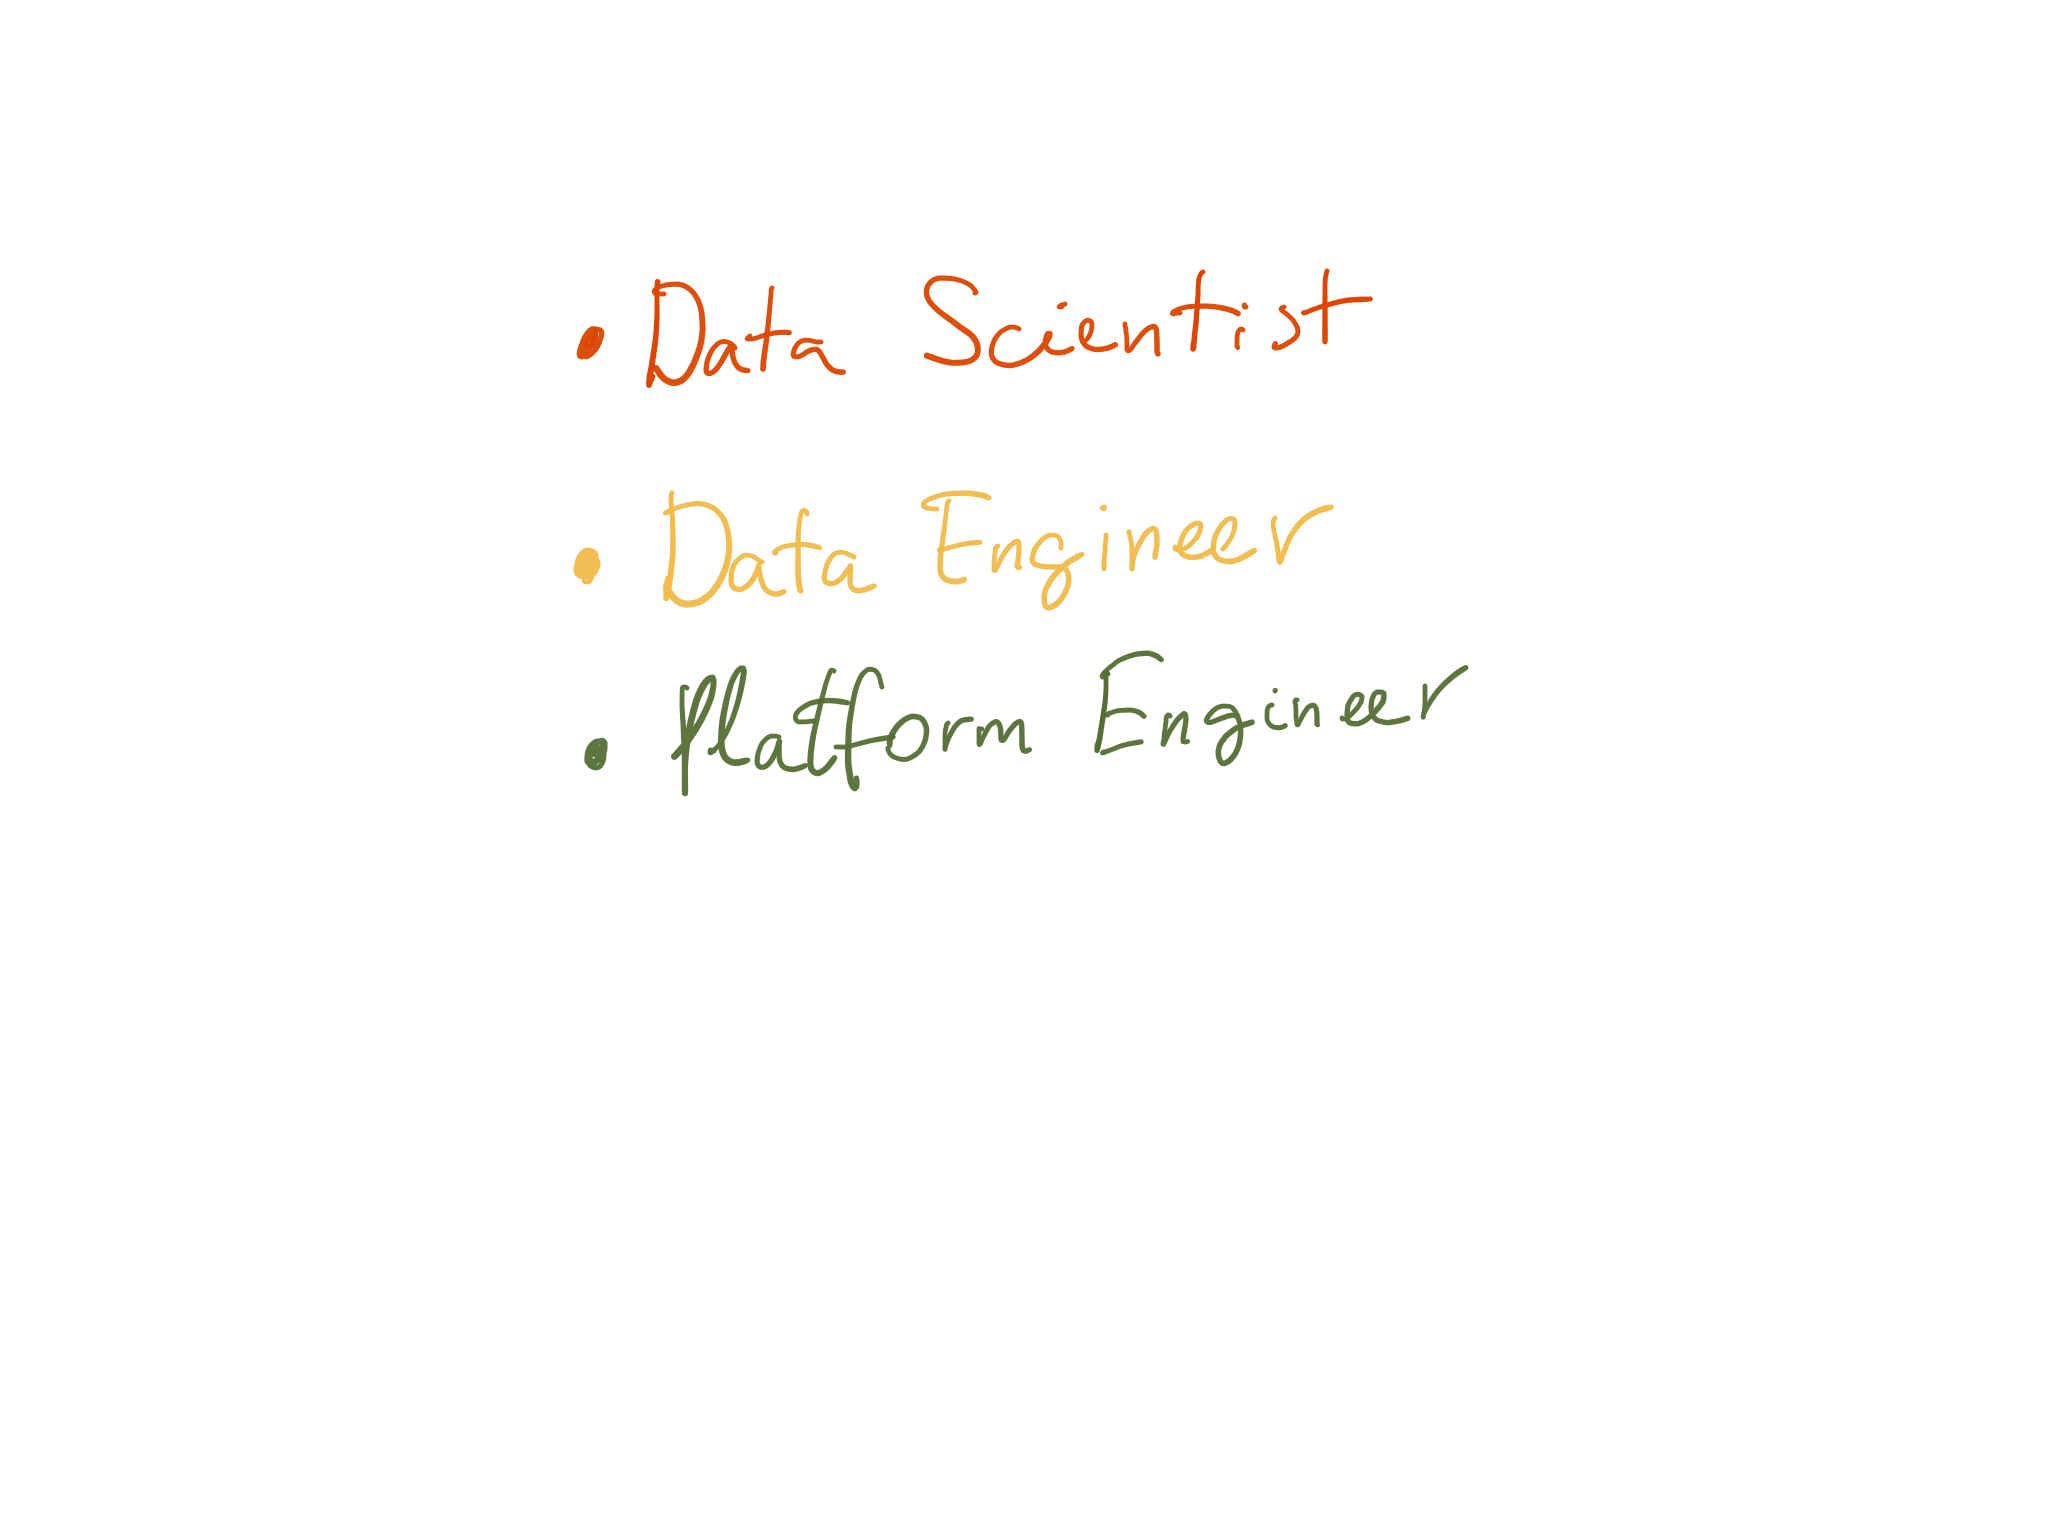 • Data Scientist
• Data Engineer
• Platform Engineer